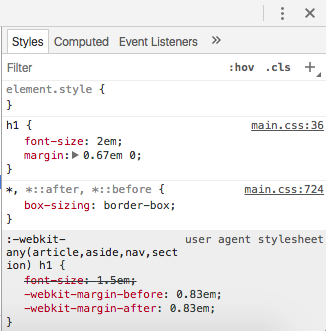 Styles Computed Event Listeners »
Filter :hov .cls +
element.style {
}
h1 { main.css:36
font-size: 2em;
margin:▶ 0.67em 0;
}
*, *::after, *::before { main.css:724
box-sizing: border-box;
}
:-webkit- user agent stylesheet
any(article,aside,nav,sect
ion) h1 {
font-size: 1.5em;
-webkit-margin-before: 0.83em;
-webkit-margin-after: 0.83em;
}